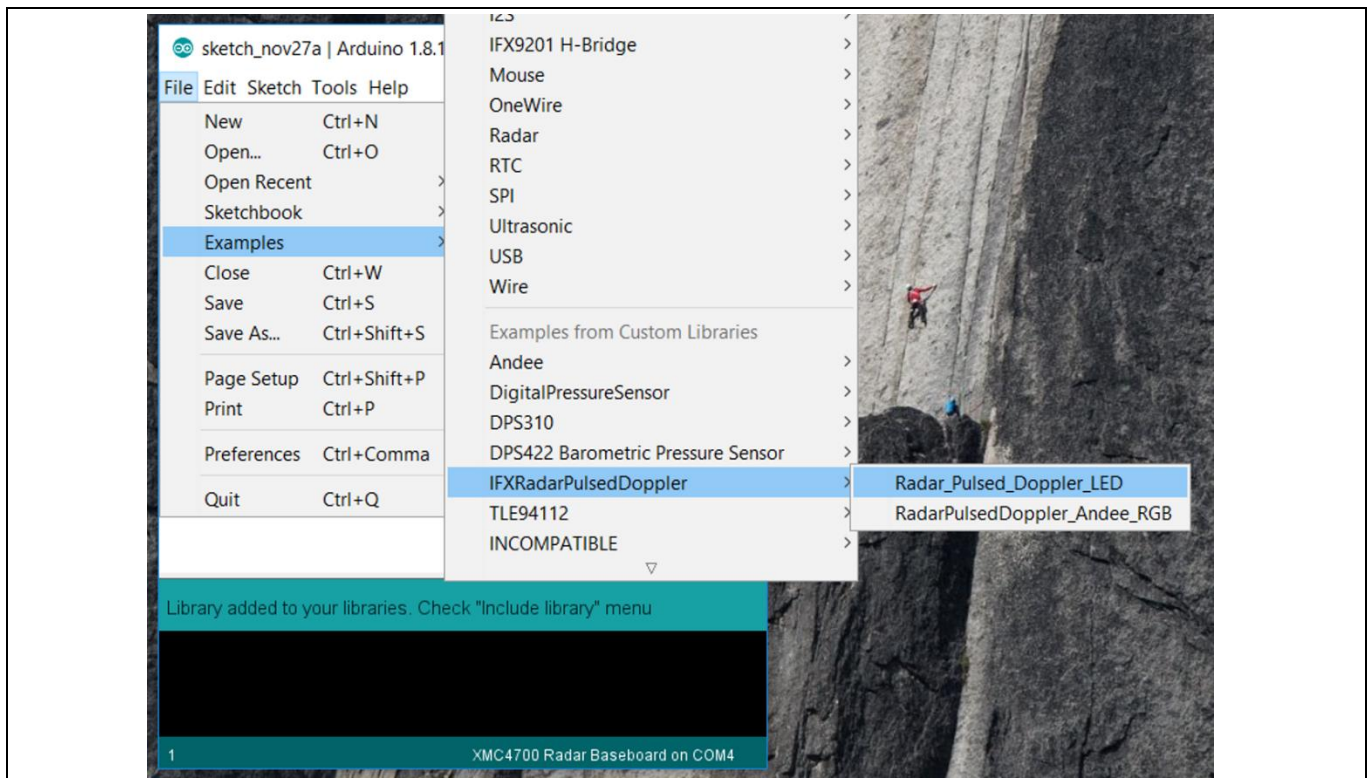 sketch_nov27a | Arduino 1.8.1
File Edit Sketch Tools Help
New Ctrl+N
Open... Ctrl+O
Open Recent
Sketchbook
Examples
Close Ctrl+W
Save Ctrl+S
Save As... Ctrl+Shift+S
Page Setup Ctrl+Shift+P
Print Ctrl+P
Preferences Ctrl+Comma
Quit Ctrl+Q
IFX9201 H-Bridge
Mouse
OneWire
Radar
RTC
SPI
Ultrasonic
USB
Wire
Examples from Custom Libraries
Andee
DigitalPressureSensor
DPS310
DPS422 Barometric Pressure Sensor
IFXRadarPulsedDoppler
TLE94112
INCOMPATIBLE
Radar_Pulsed_Doppler_LED
RadarPulsedDoppler_Andee_RGB
Library added to your libraries. Check "Include library" menu
1 XMC4700 Radar Baseboard on COM4